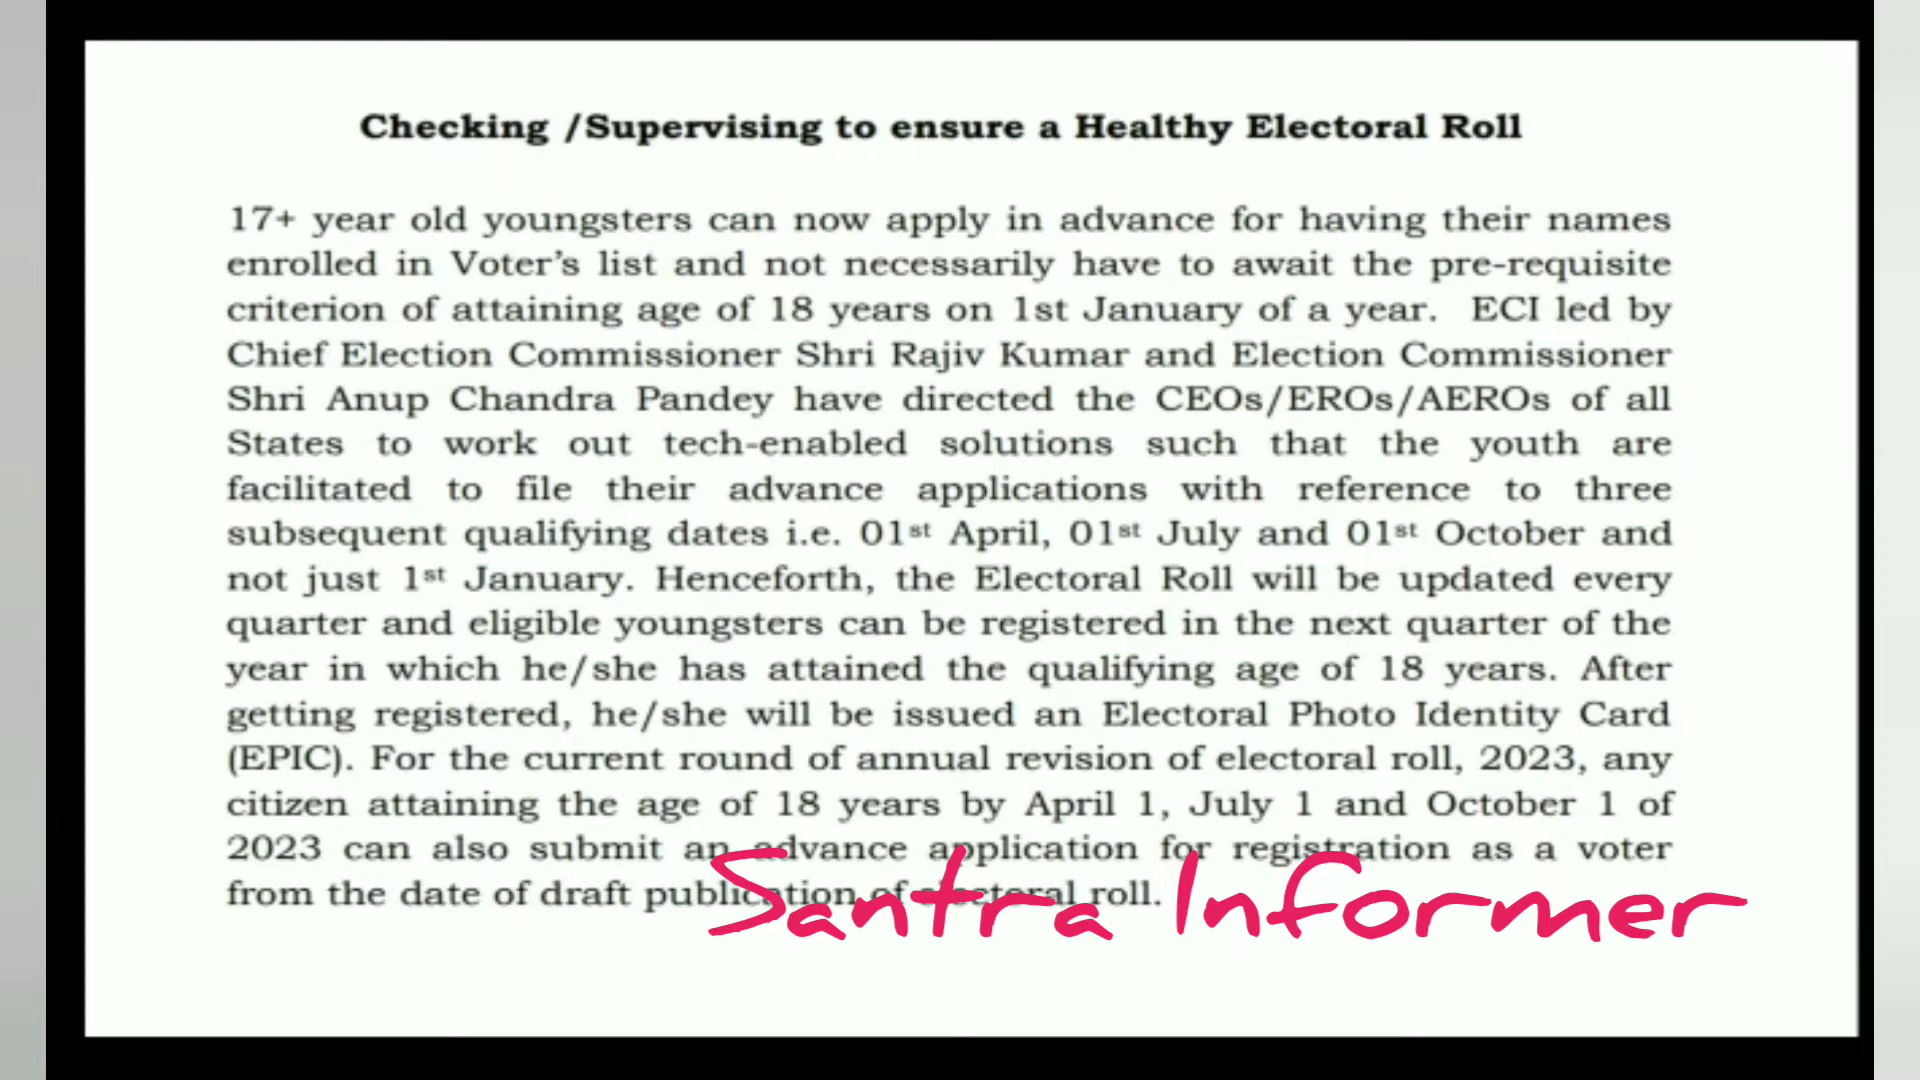 Checking /Supervising to ensure a Healthy Electoral Roll
17+ year old youngsters can now apply in advance for having their names
enrolled in Voter's list and not necessarily have to await the pre-requisite
criterion of attaining age of 18 years on 1st January of a year. ECI led by
Chief Election Commissioner Shri Rajiv Kumar and Election Commissioner
Shri Anup Chandra Pandey have directed the CEOs/EROs/AEROs of all
States to work out tech-enabled solutions such that the youth are
facilitated to file their advance applications with reference to three
subsequent qualifying dates i.e. 01st April, 01st July and 01st October and
not just 1st January. Henceforth, the Electoral Roll will be updated every
quarter and eligible youngsters can be registered in the next quarter of the
year in which he/she has attained the qualifying age of 18 years. After
getting registered, he/she will be issued an Electoral Photo Identity Card
(EPIC). For the current round of annual revision of electoral roll, 2023, any
citizen attaining the age of 18 years by April 1, July 1 and October 1 of
2023 can also submit an advance application for registration as a voter
from the date of draft publication of electoral roll.
Santra Informer